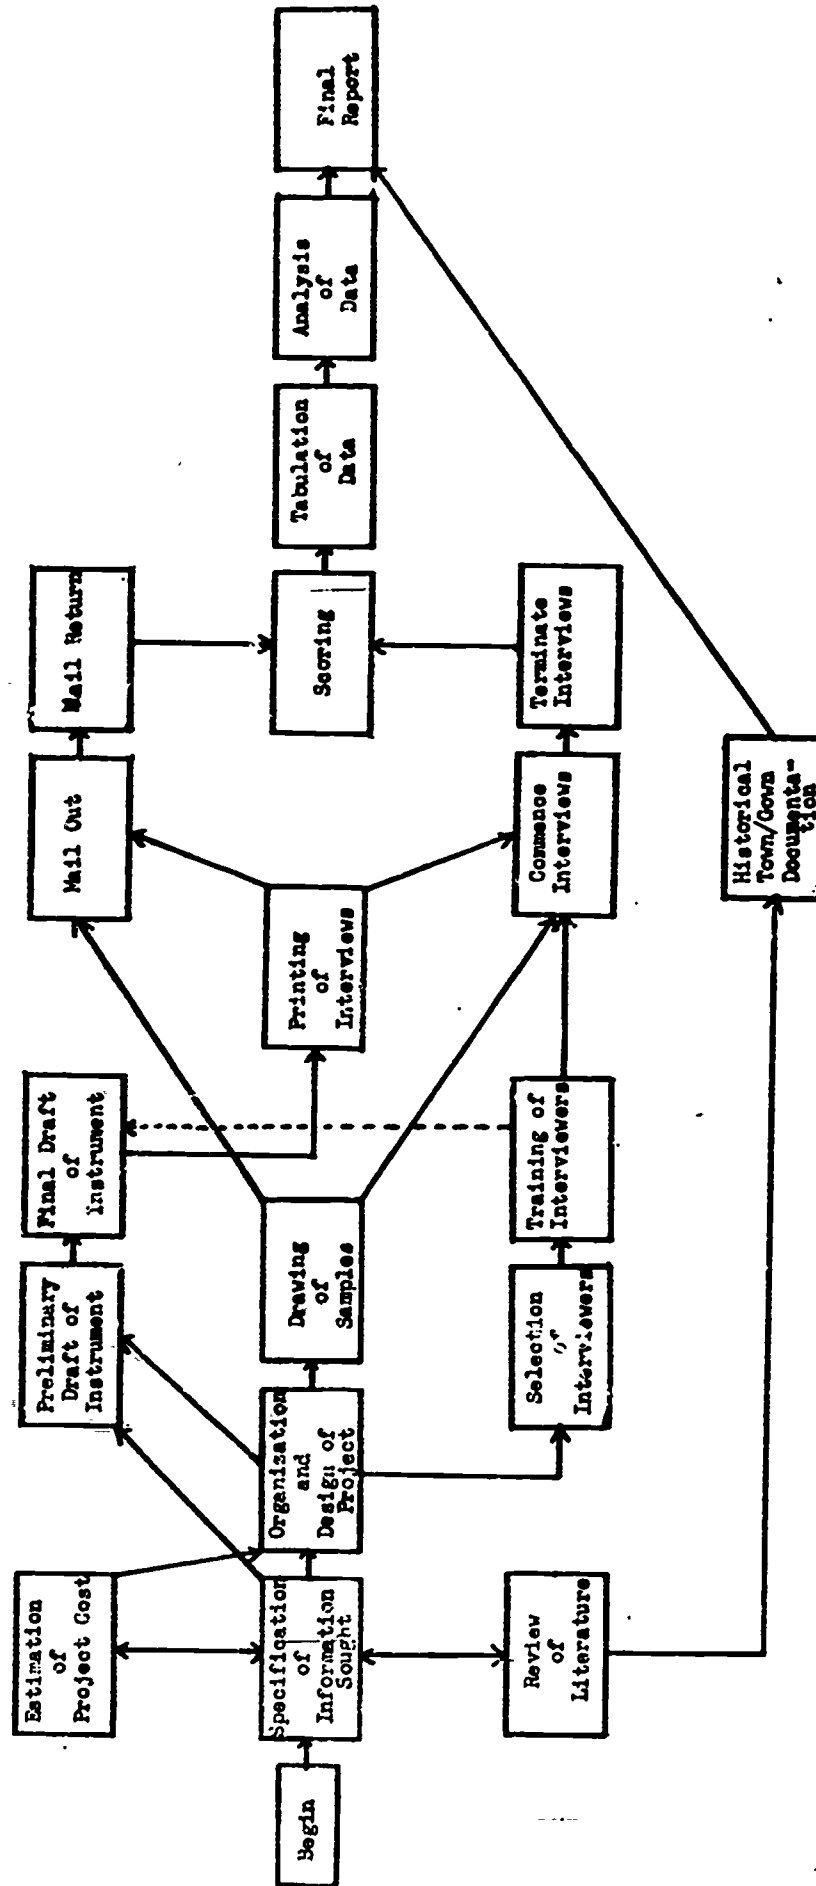 Begin
Estimation
of
Project Cost
Specification
of
Information
Sought
Review
of
Literature
Organization
and
Design of
Project
Preliminary
Draft of
Instrument
Drawing
of
Samples
Selection
of
Interviewers
Final Draft
of
Instrument
Training of
Interviewers
Printing
of
Interviews
Mail Out
Commence
Interviews
Historical
Town/Gown
Documenta-
tion
Mail Return
Scoring
Terminate
Interviews
Tabulation
of
Data
Analysis
of
Data
Final
Report